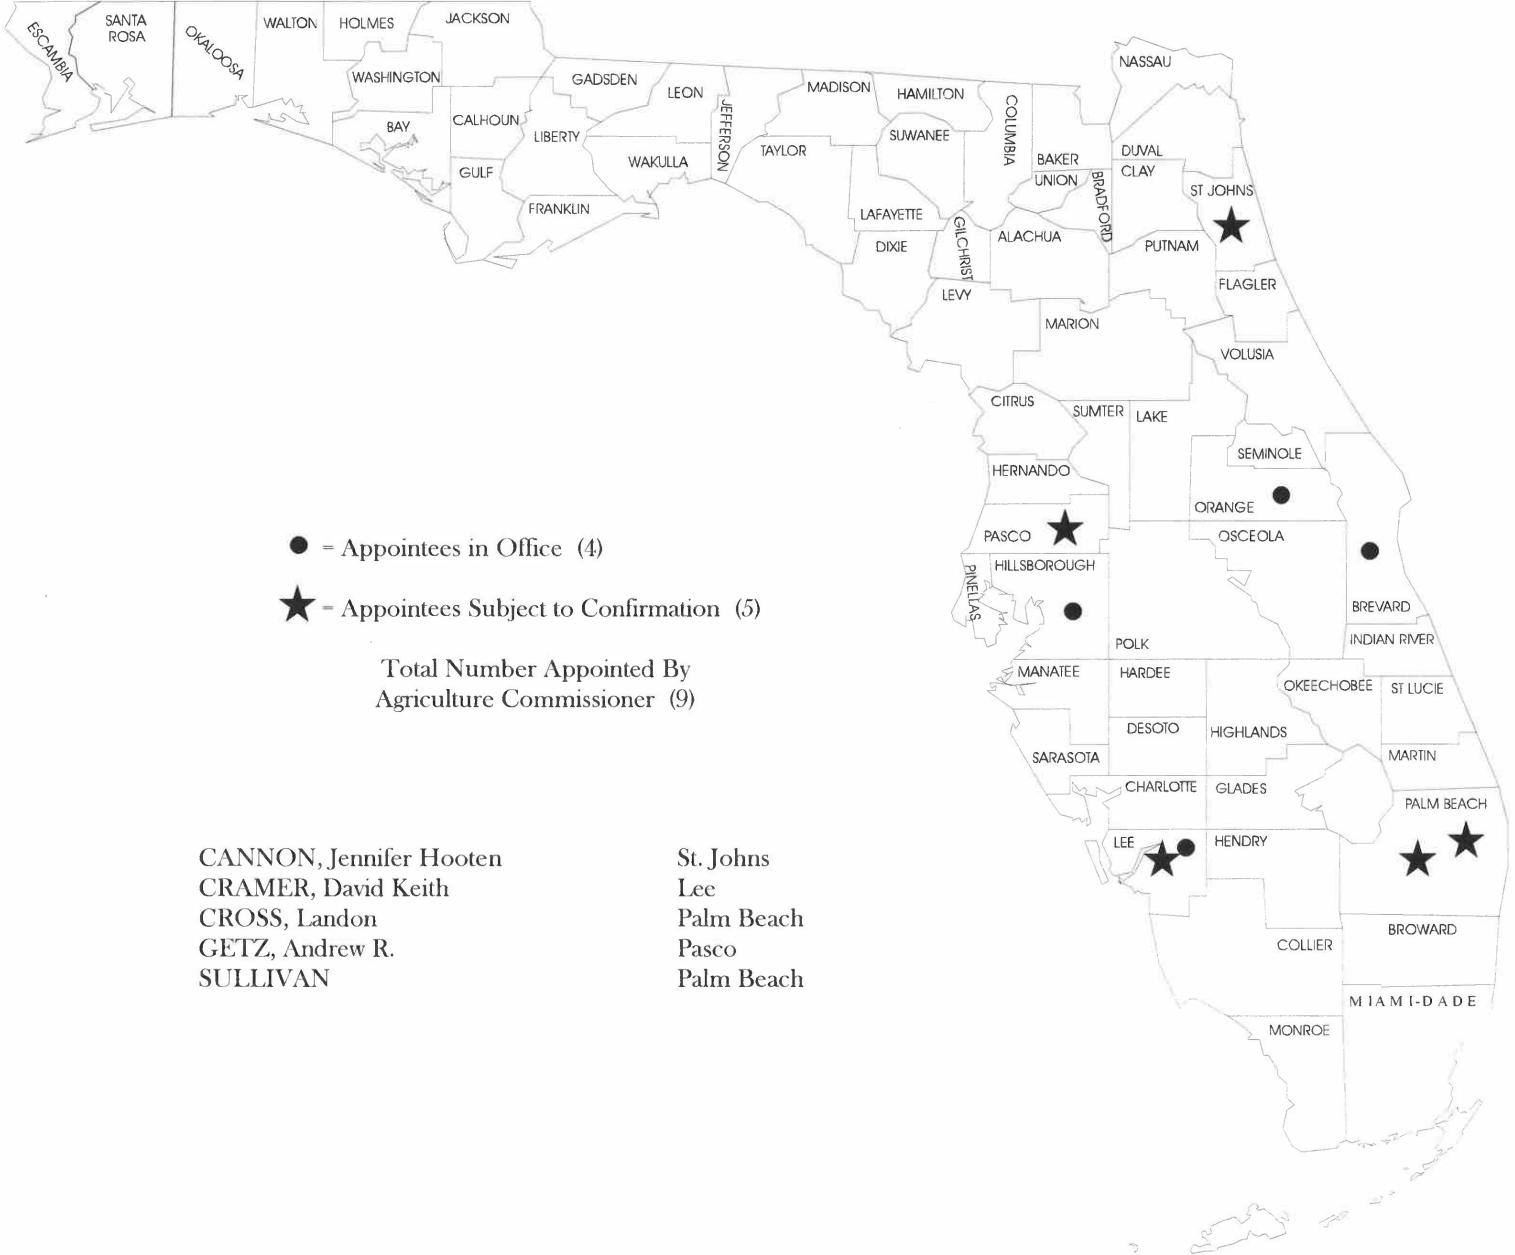 ESCAMBIA
SANTA
ROSA
OKALOOSA
WALTON
HOLMES
JACKSON
WASHINGTON
BAY
CALHOUN
GULF
GADSDEN
LIBERTY
FRANKLIN
LEON
WAKULLA
JEFFERSON
MADISON
TAYLOR
HAMILTON
SUWANEE
LAFAYETTE
DIXIE
COLUMBIA
GILCHRIST
BAKER
UNION
BRADFORD
ALACHUA
LEVY
NASSAU
DUVAL
CLAY
ST JOHNS
PUTNAM
FLAGLER
MARION
VOLUSIA
CITRUS
SUMTER
LAKE
HERNANDO
SEMINOLE
ORANGE
PASCO
OSCEOLA
HILLSBOROUGH
PINELLAS
POLK
BREVARD
INDIAN RIVER
MANATEE
HARDEE
OKEECHOBEE
ST LUCIE
DESOTO
HIGHLANDS
SARASOTA
MARTIN
CHARLOTTE
GLADES
PALM BEACH
LEE
HENDRY
COLLIER
BROWARD
MIAMI-DADE
MONROE
= Appointees in Office (4)
= Appointees Subject to Confirmation (5)
Total Number Appointed By
Agriculture Commissioner (9)
CANNON, Jennifer Hooten St. Johns
CRAMER, David Keith Lee
CROSS, Landon Palm Beach
GETZ, Andrew R. Pasco
SULLIVAN Palm Beach